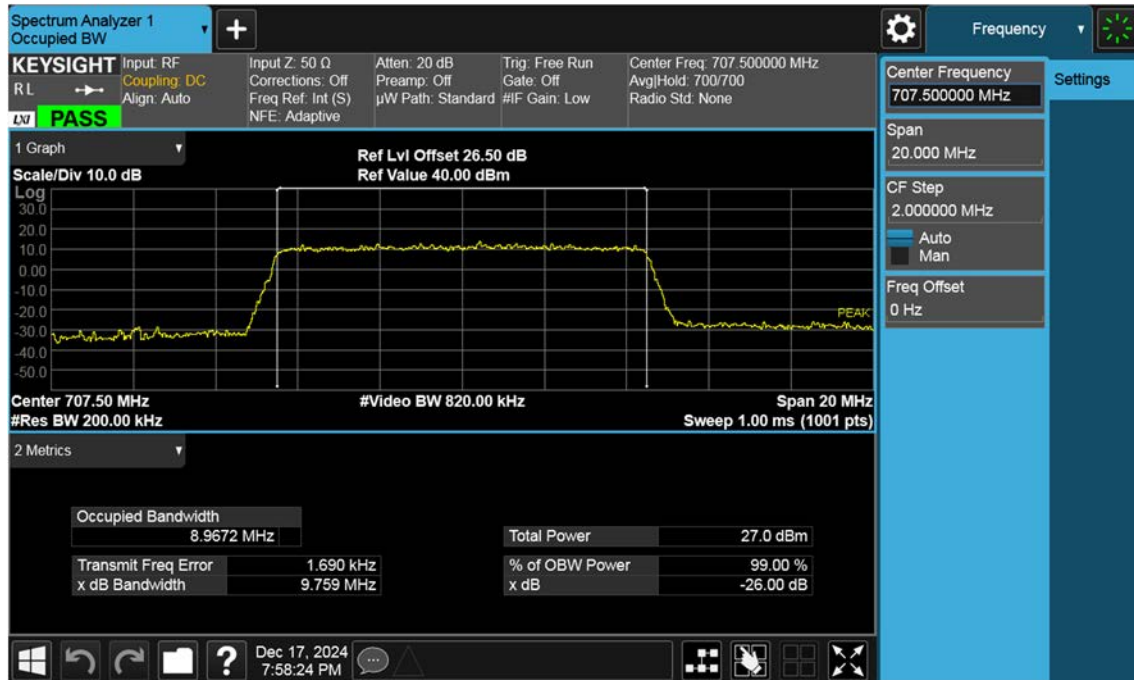 Spectrum Analyzer 1
Occupied BW
Frequency
KEYSIGHT
R L
LXI
PASS
Input: RF
Coupling: DC
Align: Auto
Input Z: 50 Ω
Corrections: Off
Freq Ref: Int (S)
NFE: Adaptive
Atten: 20 dB
Preamp: Off
µW Path: Standard
Trig: Free Run
Gate: Off
#IF Gain: Low
Center Freq: 707.500000 MHz
Avg|Hold: 700/700
Radio Std: None
Center Frequency
707.500000 MHz
Settings
Span
20.000 MHz
CF Step
2.000000 MHz
Auto
Man
Freq Offset
0 Hz
1 Graph
Scale/Div 10.0 dB
Ref Lvl Offset 26.50 dB
Ref Value 40.00 dBm
Log
30.0
20.0
10.0
0.00
-10.0
-20.0
-30.0
-40.0
-50.0
PEAK
Center 707.50 MHz
#Video BW 820.00 kHz
Span 20 MHz
#Res BW 200.00 kHz
Sweep 1.00 ms (1001 pts)
2 Metrics
Occupied Bandwidth
8.9672 MHz
Total Power 27.0 dBm
Transmit Freq Error 1.690 kHz
% of OBW Power 99.00 %
x dB Bandwidth 9.759 MHz
x dB -26.00 dB
?
Dec 17, 2024
7:58:24 PM